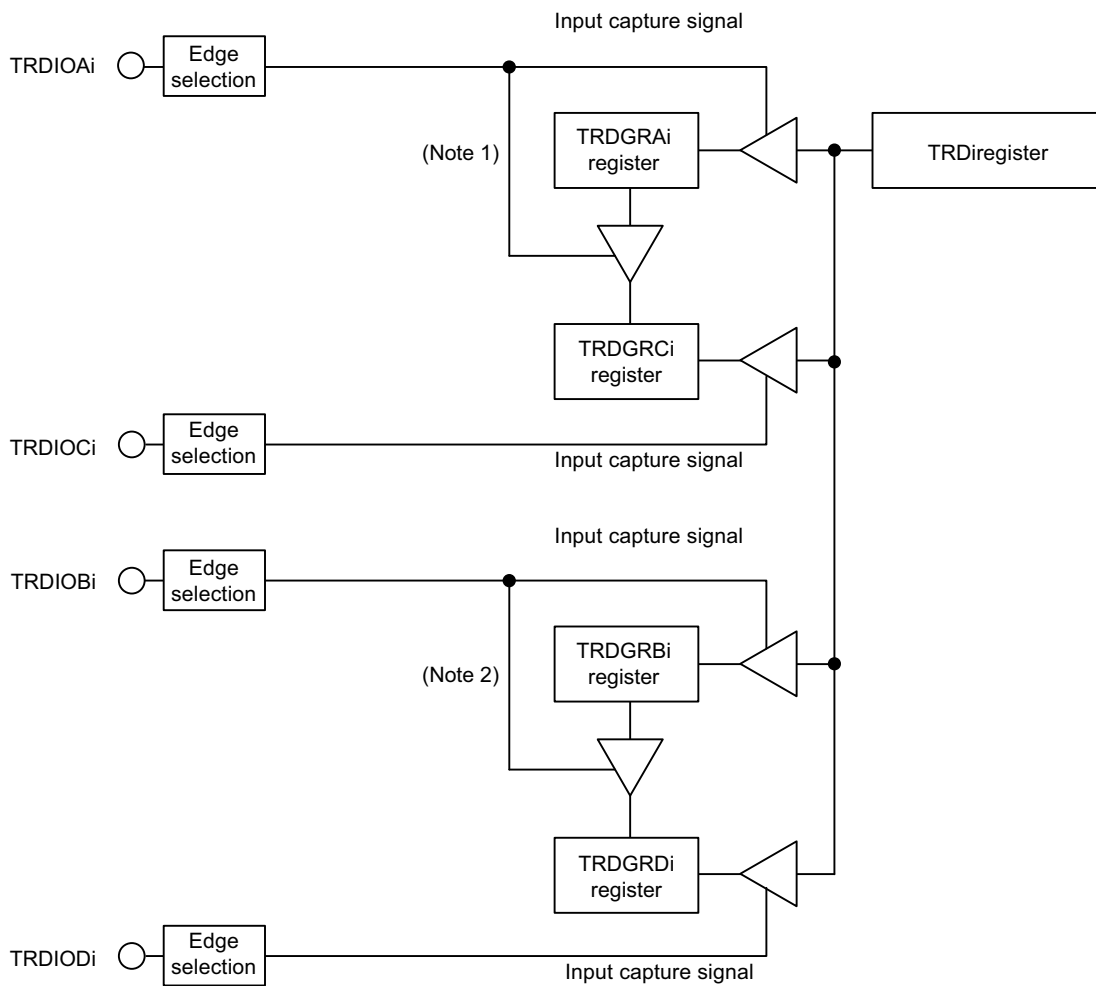 Input capture signal
TRDIOAi
Edge
selection
(Note 1)
TRDGRAi
register
TRDiregister
TRDGRCi
register
TRDIOCi
Edge
selection
Input capture signal
Input capture signal
TRDIOBi
Edge
selection
(Note 2)
TRDGRBi
register
TRDGRDi
register
TRDIODi
Edge
selection
Input capture signal